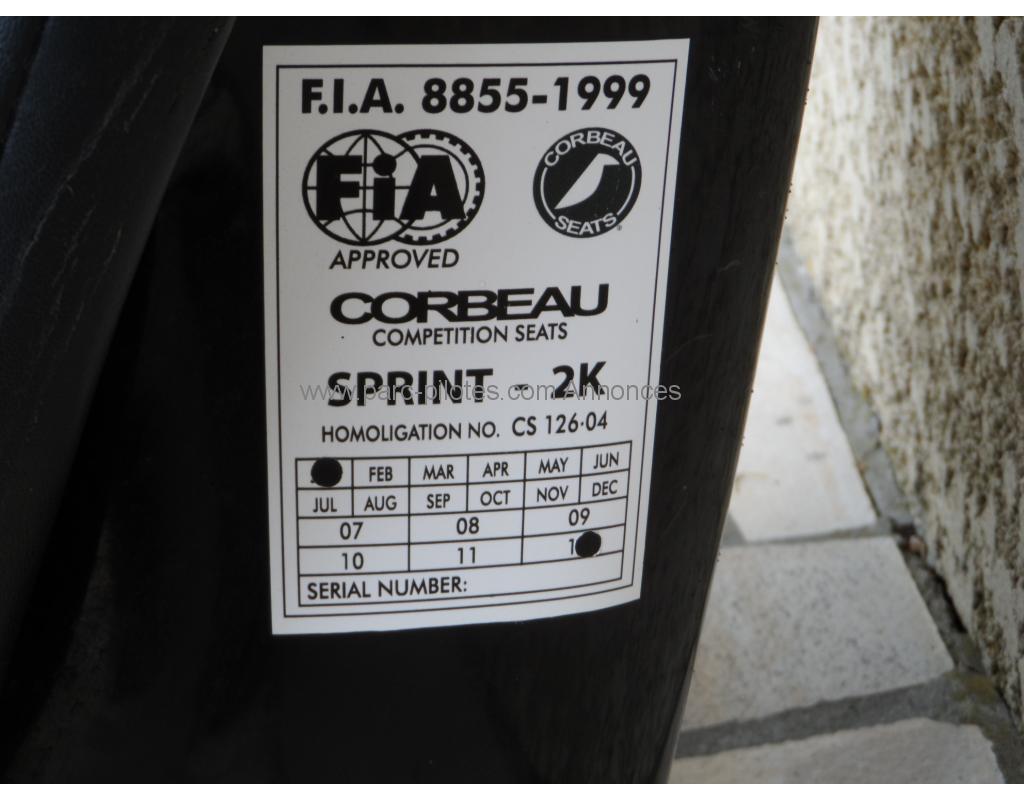 F.I.A. 8855-1999
FiA
CORBEAU
SEATS
APPROVED
CORBEAU
COMPETITION SEATS
SPRINT - 2K
www.parc-pilotes.com Annonces
HOMOLIGATION NO. CS 126·04
FEB MAR APR MAY JUN
JUL AUG SEP OCT NOV DEC
07 08 09
10 11 1
SERIAL NUMBER: